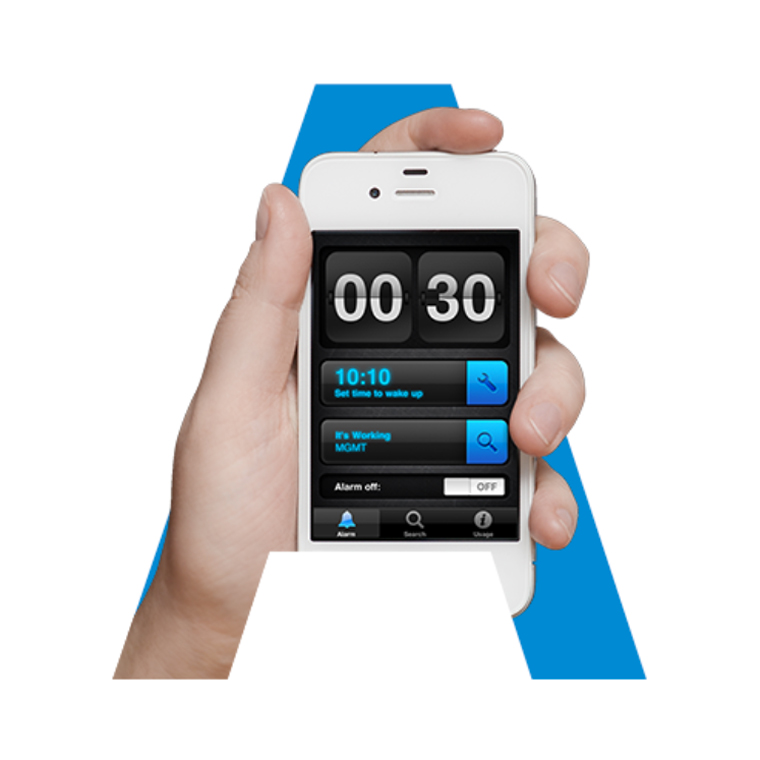 00 30
10:10
Set time to wake up
It's Working
MGMT
Alarm off: OFF
Alarm Search Usage